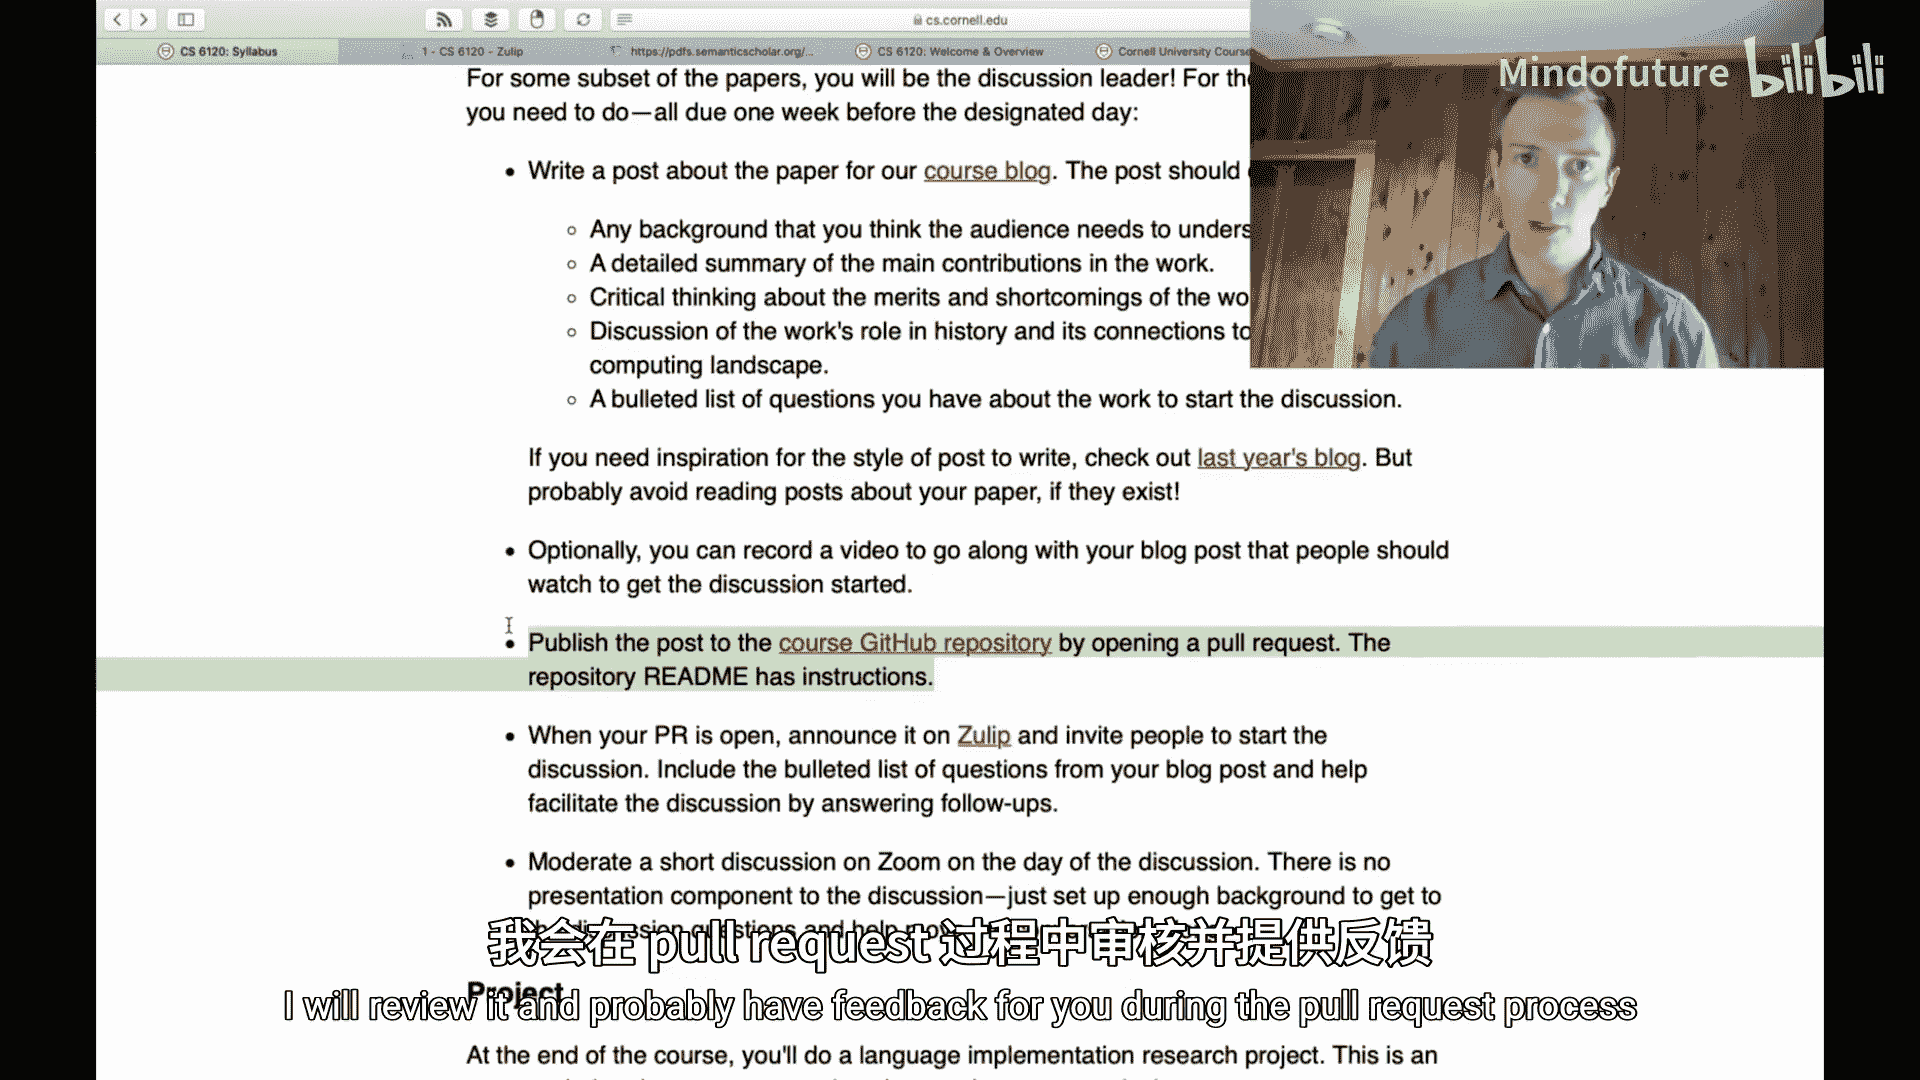 cs.cornell.edu
CS 6120: Syllabus
1 - CS 6120 - Zulip
https://pdfs.semanticscholar.org/...
CS 6120: Welcome & Overview
Cornell University Course
Mindofuture bilibili
For some subset of the papers, you will be the discussion leader! For the
you need to do—all due one week before the designated day:
• Write a post about the paper for our course blog. The post should
◦ Any background that you think the audience needs to unders
◦ A detailed summary of the main contributions in the work.
◦ Critical thinking about the merits and shortcomings of the wo
◦ Discussion of the work's role in history and its connections to
computing landscape.
◦ A bulleted list of questions you have about the work to start the discussion.
If you need inspiration for the style of post to write, check out last year's blog. But
probably avoid reading posts about your paper, if they exist!
• Optionally, you can record a video to go along with your blog post that people should
watch to get the discussion started.
• Publish the post to the course GitHub repository by opening a pull request. The
repository README has instructions.
• When your PR is open, announce it on Zulip and invite people to start the
discussion. Include the bulleted list of questions from your blog post and help
facilitate the discussion by answering follow-ups.
• Moderate a short discussion on Zoom on the day of the discussion. There is no
presentation component to the discussion—just set up enough background to get to
discussion questions and help
我会在 pull request 过程中审核并提供反馈
Project
I will review it and probably have feedback for you during the pull request process
At the end of the course, you'll do a language implementation research project. This is an